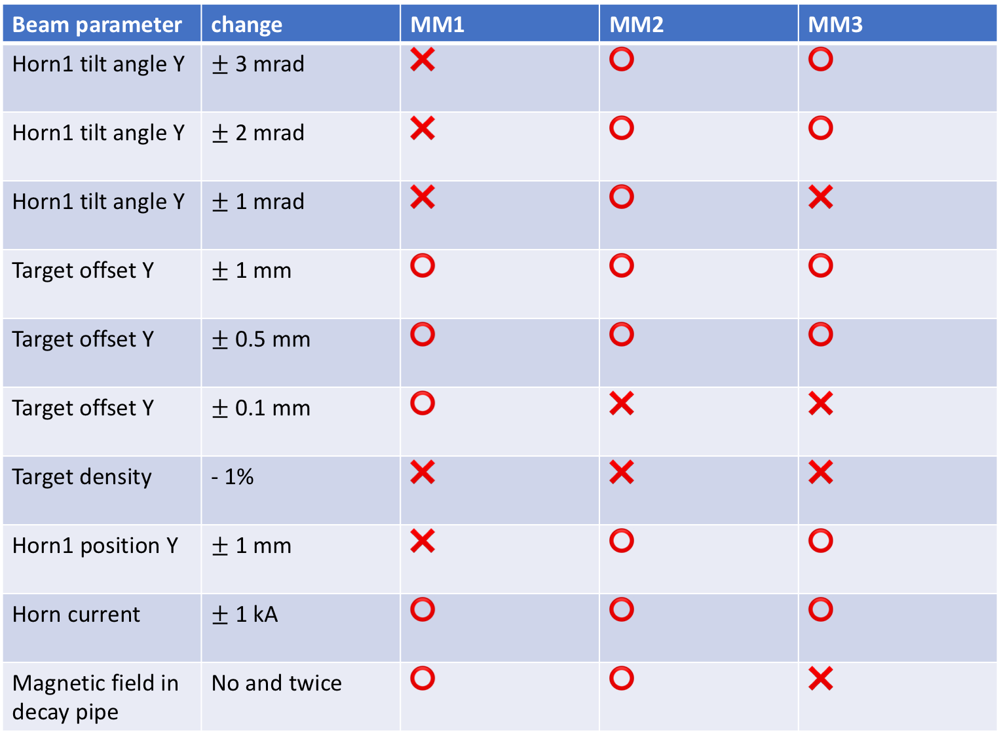 Beam parameter change MM1 MM2 MM3
Horn1 tilt angle Y ± 3 mrad ❌ ⭕ ⭕
Horn1 tilt angle Y ± 2 mrad ❌ ⭕ ⭕
Horn1 tilt angle Y ± 1 mrad ❌ ⭕ ❌
Target offset Y ± 1 mm ⭕ ⭕ ⭕
Target offset Y ± 0.5 mm ⭕ ⭕ ⭕
Target offset Y ± 0.1 mm ⭕ ❌ ❌
Target density - 1% ❌ ❌ ❌
Horn1 position Y ± 1 mm ❌ ⭕ ⭕
Horn current ± 1 kA ⭕ ⭕ ⭕
Magnetic field in No and twice ⭕ ⭕ ❌
decay pipe